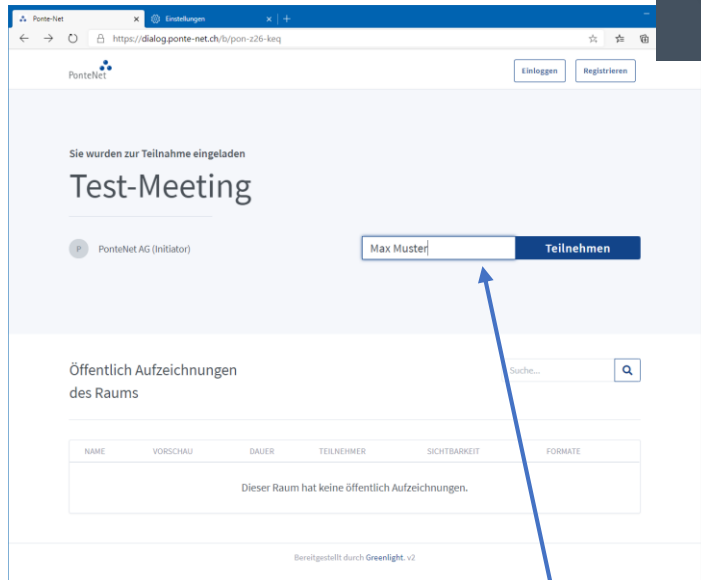 Ponte-Net
Einstellungen
https://dialog.ponte-net.ch/b/pon-z26-keq
PonteNet
Einloggen
Registrieren
Sie wurden zur Teilnahme eingeladen
Test-Meeting
P
PonteNet AG (Initiator)
Max Muster
Teilnehmen
Öffentlich Aufzeichnungen
des Raums
Suche...
NAME VORSCHAU DAUER TEILNEHMER SICHTBARKEIT FORMATE
Dieser Raum hat keine öffentlich Aufzeichnungen.
Bereitgestellt durch Greenlight. v2